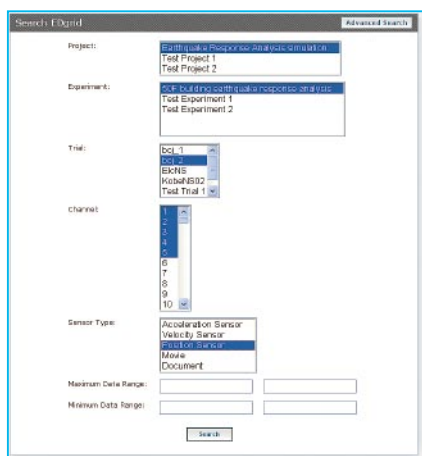 Search EDgrid
Advanced Search
Project:
Earthquake Response Analysis simulation
Test Project 1
Test Project 2
Experiment:
50F building earthquake response analysis
Test Experiment 1
Test Experiment 2
Trial:
bcj_1
bcj_2
ElcNS
KobeNS02
Test Trial 1
Channel:
1
2
3
4
5
6
7
8
9
10
Sensor Type:
Acceleration Sensor
Velocity Sensor
Position Sensor
Movie
Document
Maximum Data Range:
Minimum Data Range:
Search